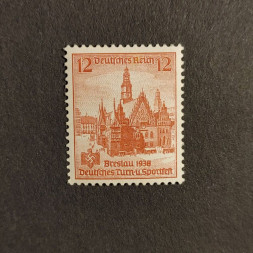 12 Deutsches Reich 12
Breslau 1938
Deutsches Turn-u.Sportfest